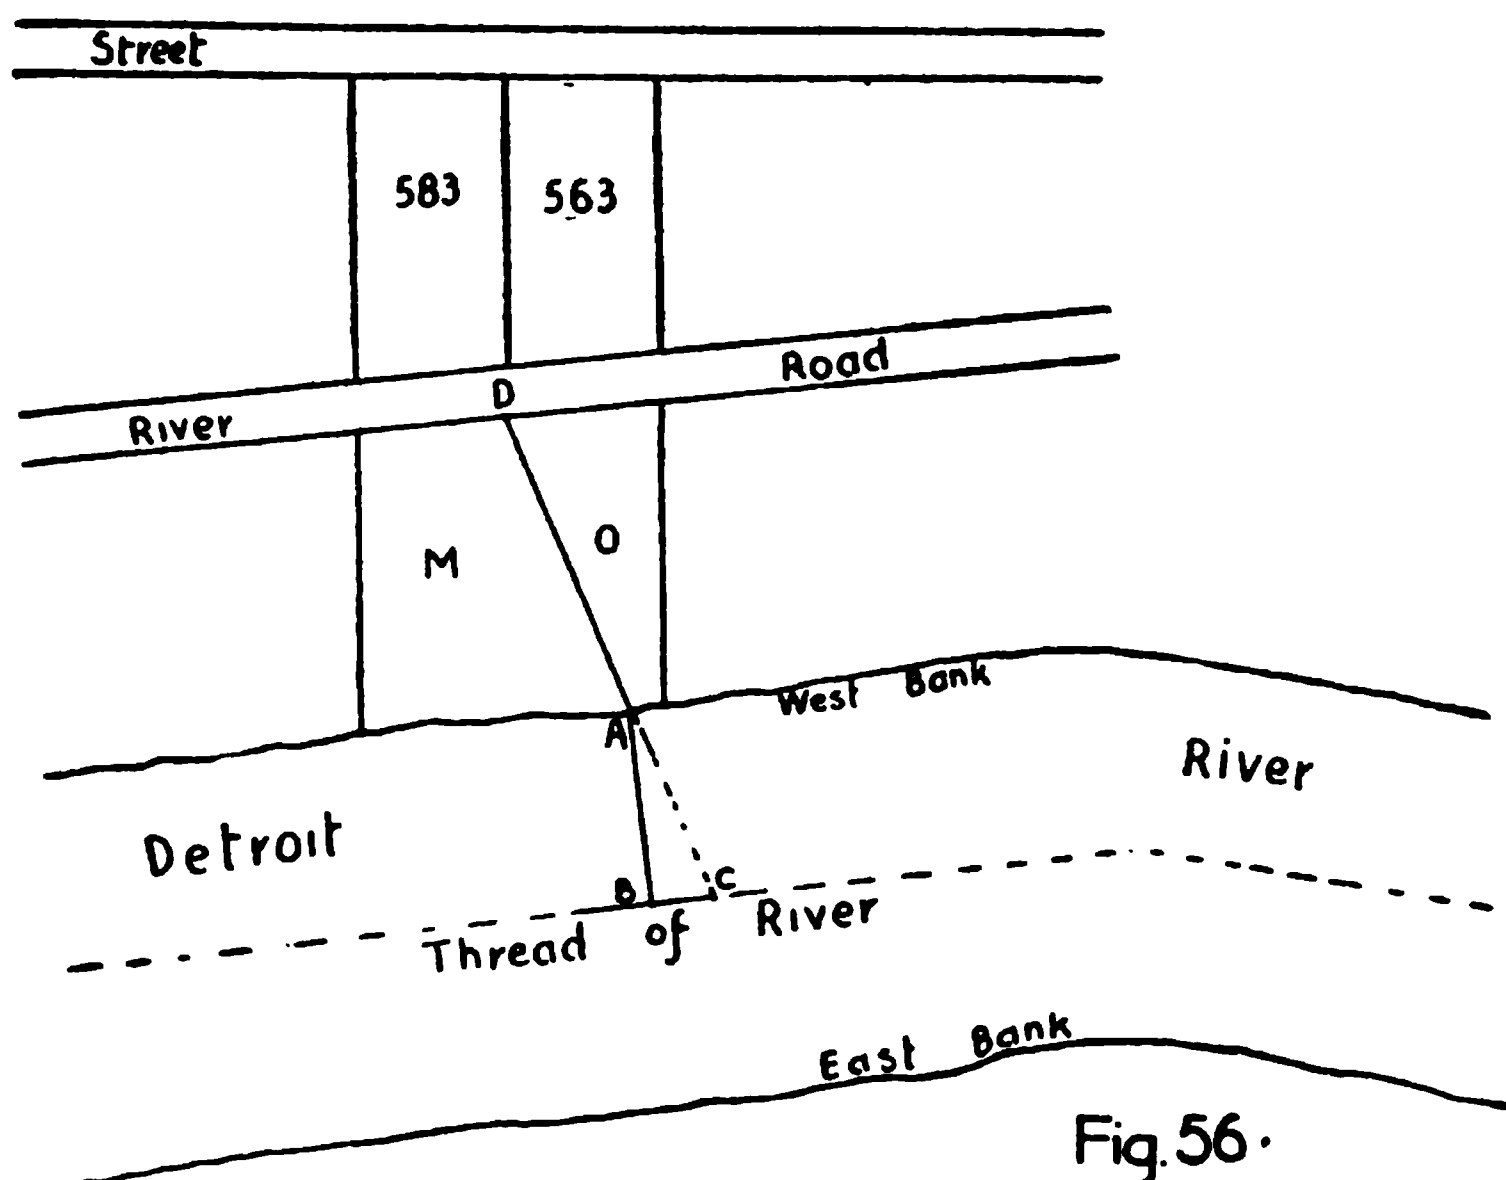 Street
583 563
Road
D
River
O
M
West Bank
A
River
Detroit
B C
Thread of River
East Bank
Fig. 56.